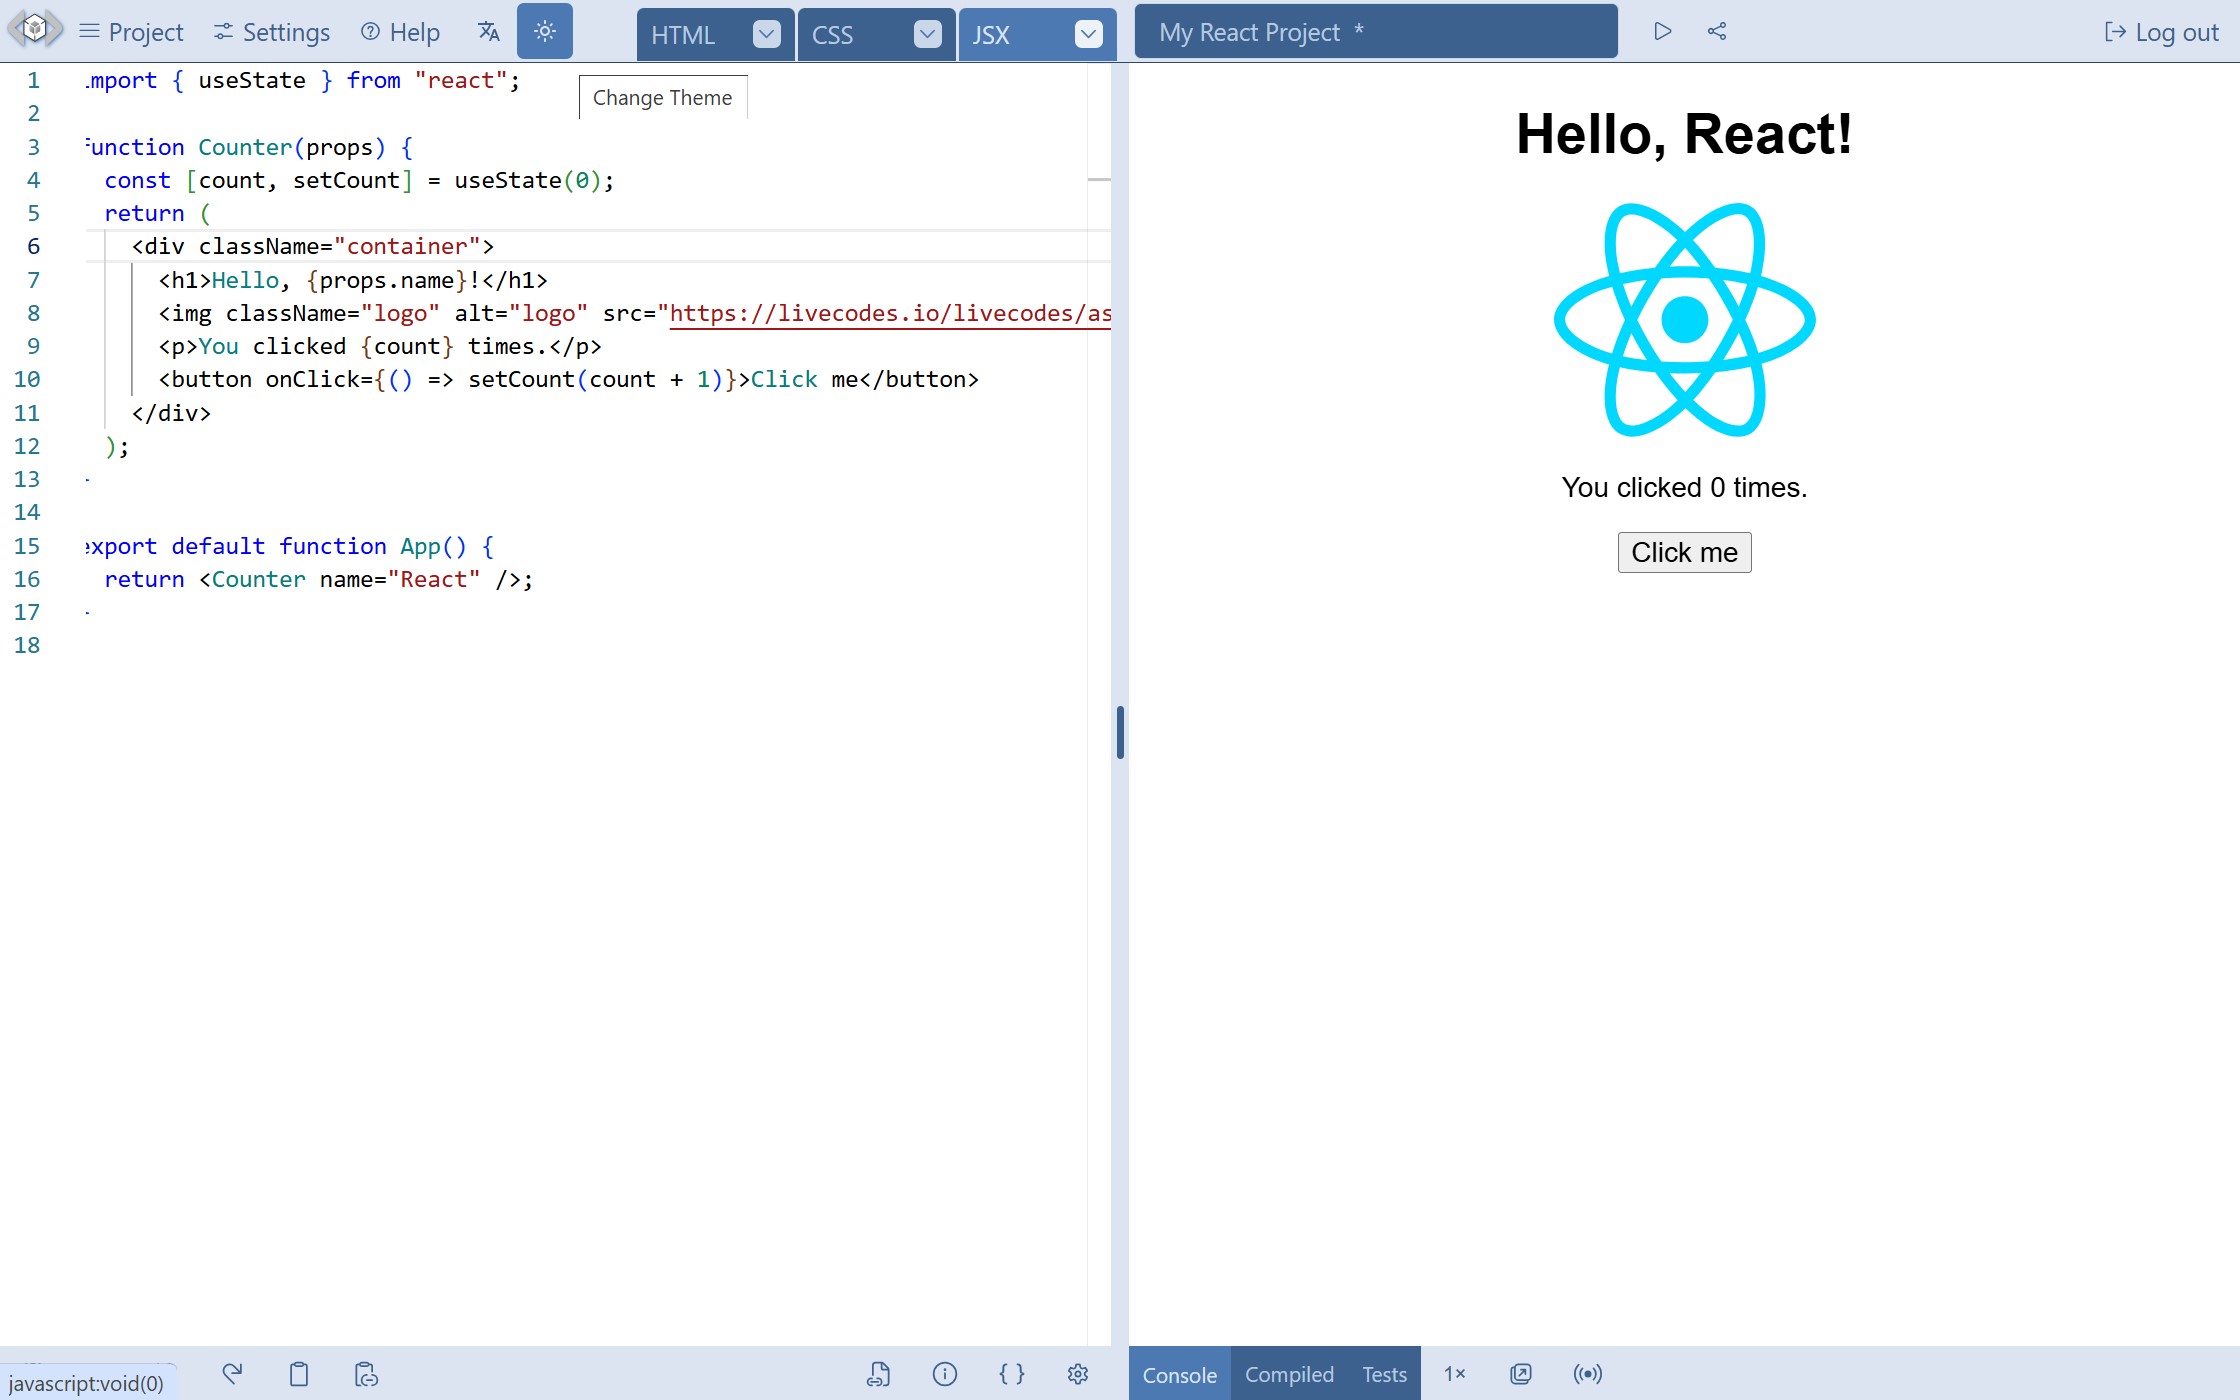 Project Settings Help HTML CSS JSX My React Project * Log out
Change Theme
1 import { useState } from "react";
2
3 function Counter(props) {
4 const [count, setCount] = useState(0);
5 return (
6 <div className="container">
7 <h1>Hello, {props.name}!</h1>
8 <img className="logo" alt="logo" src="https://livecodes.io/livecodes/as
9 <p>You clicked {count} times.</p>
10 <button onClick={() => setCount(count + 1)}>Click me</button>
11 </div>
12 );
13
14
15 export default function App() {
16 return <Counter name="React" />;
17
18
Hello, React!
You clicked 0 times.
Click me
javascript:void(0)
Console Compiled Tests 1×